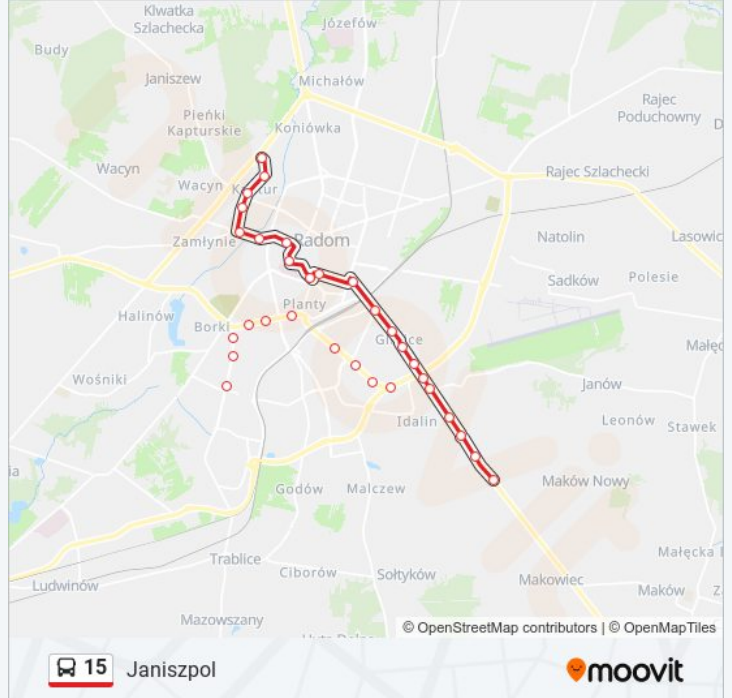 Klwatka
Szlachecka
Józefów
Budy
Janiszew
Michałów
Rajec
Poduchowny
Pieńki
Kapturskie
Koniówka
Wacyn
Rajec Szlachecki
Wacyn
Zamłynie
Radom
Natolin
Lasowic
Sadków
Polesie
Planty
Halinów
Borki
Małęc
Wośniki
Janów
Idalin
Leonów
Stawek
ia
Godów
Malczew
Maków Nowy
Trablice
Małęcka
Ciborów
Sołtyków
Makowiec
Ludwinów
Maków
Mazowszany
© OpenStreetMap contributors | © OpenMapTiles
15 Janiszpol
moovit